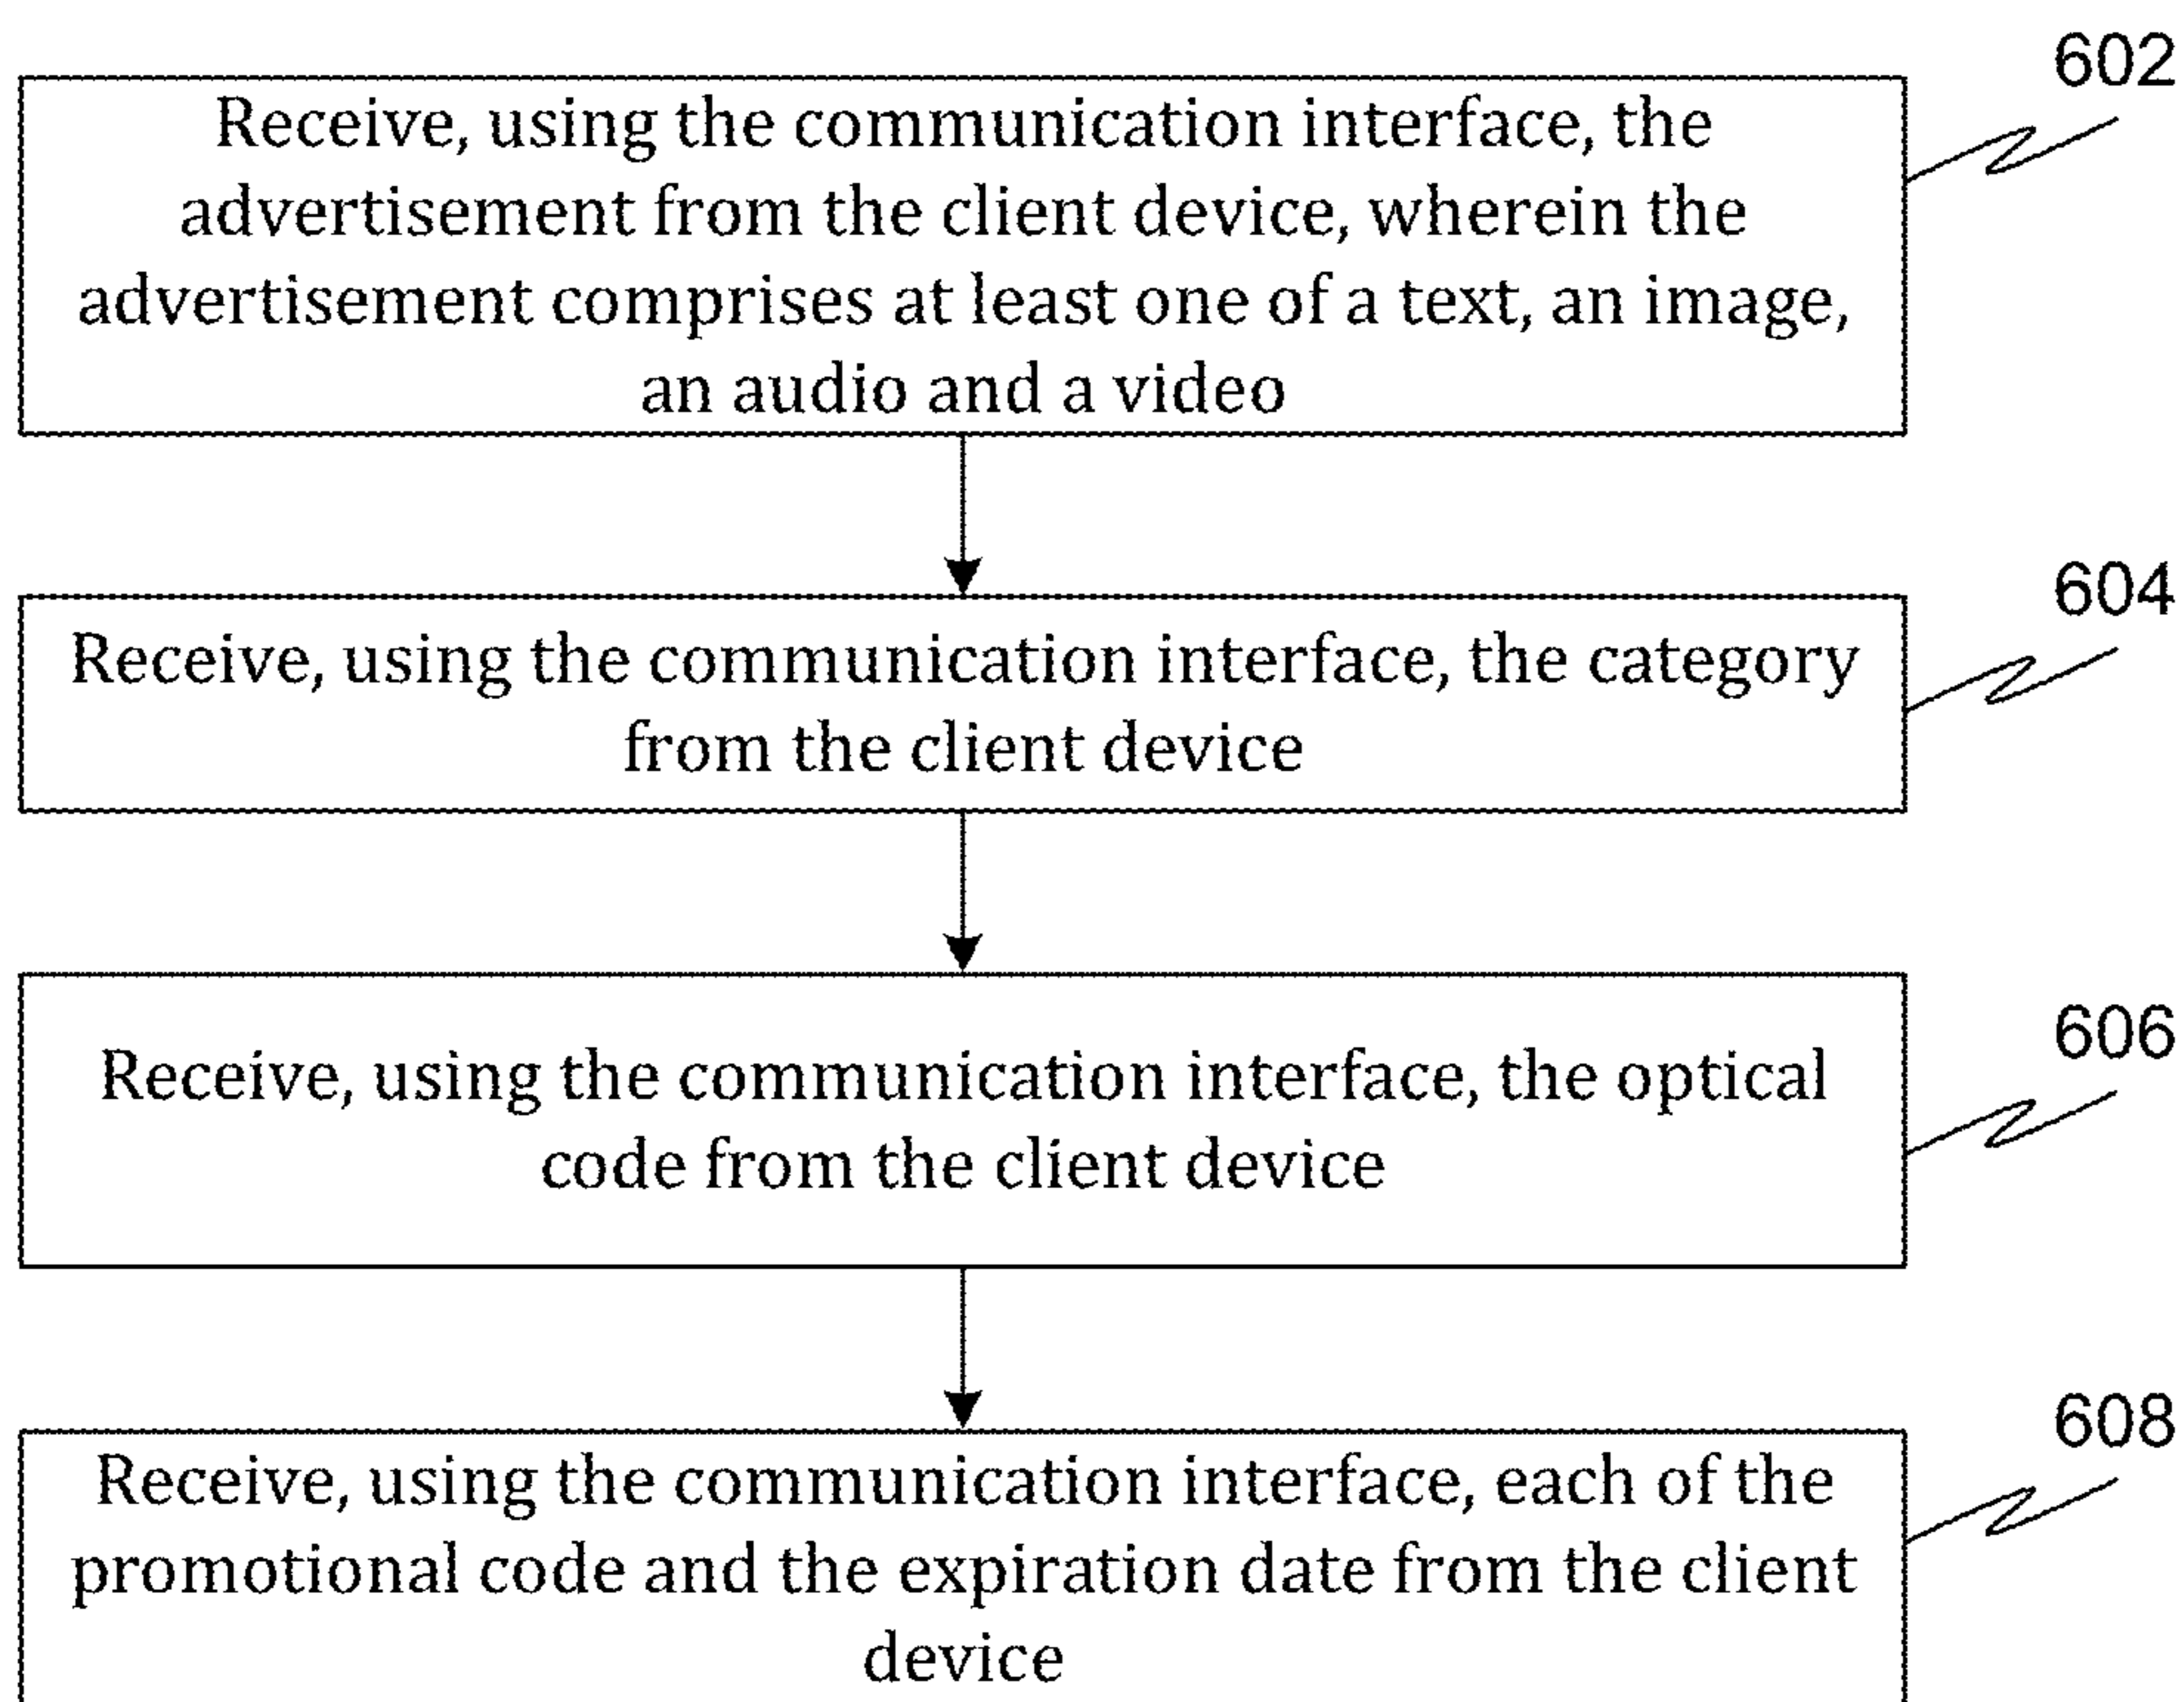 602
Receive, using the communication interface, the
advertisement from the client device, wherein the
advertisement comprises at least one of a text, an image,
an audio and a video
604
Receive, using the communication interface, the category
from the client device
606
Receive, using the communication interface, the optical
code from the client device
608
Receive, using the communication interface, each of the
promotional code and the expiration date from the client
device